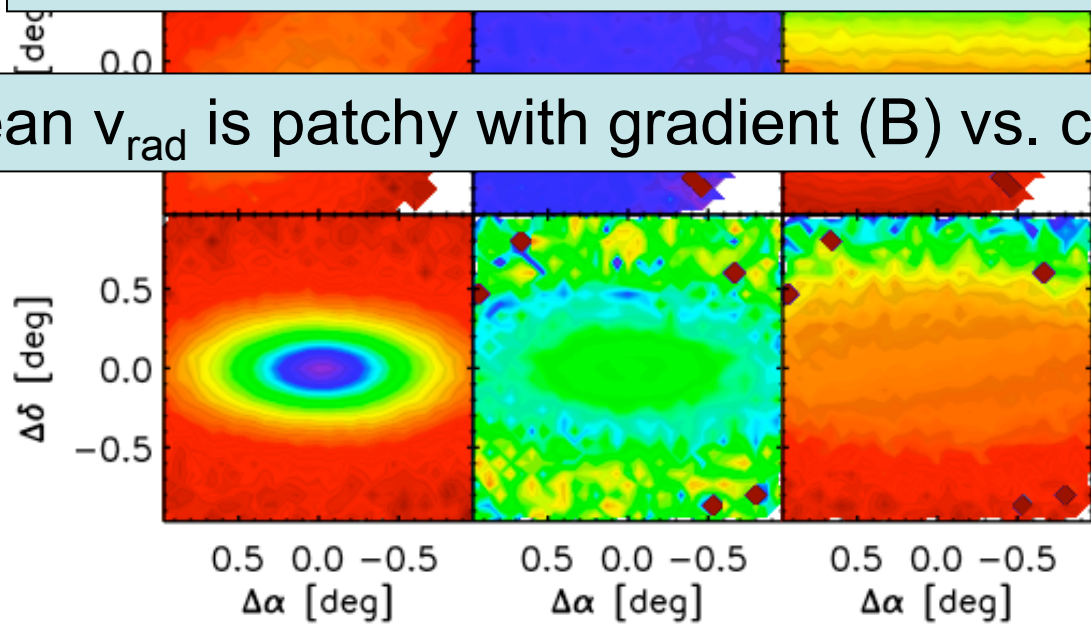 [deg
0.0
ean v_rad is patchy with gradient (B) vs. c
0.5
0.0
−0.5
Δδ [deg]
0.5 0.0 −0.5 0.5 0.0 −0.5 0.5 0.0 −0.5
Δα [deg] Δα [deg] Δα [deg]